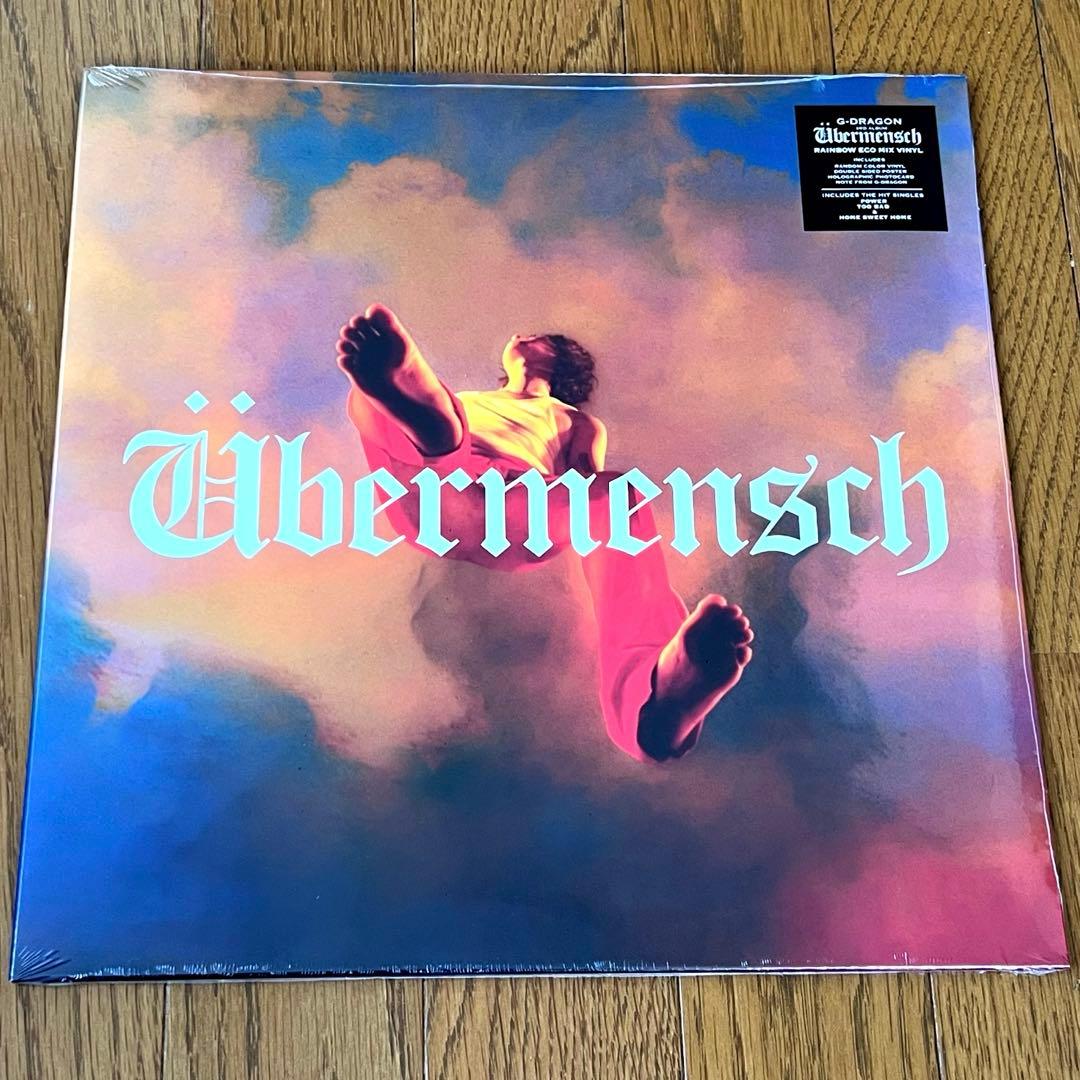 G-DRAGON
3RD ALBUM
Übermensch
RAINBOW ECO MIX VINYL
INCLUDES
RANDOM COLOR VINYL
DOUBLE SIDED POSTER
HOLOGRAPHIC PHOTOCARD
NOTE FROM G-DRAGON
INCLUDES THE HIT SINGLES
POWER
TOO BAD
&
HOME SWEET HOME
Übermensch